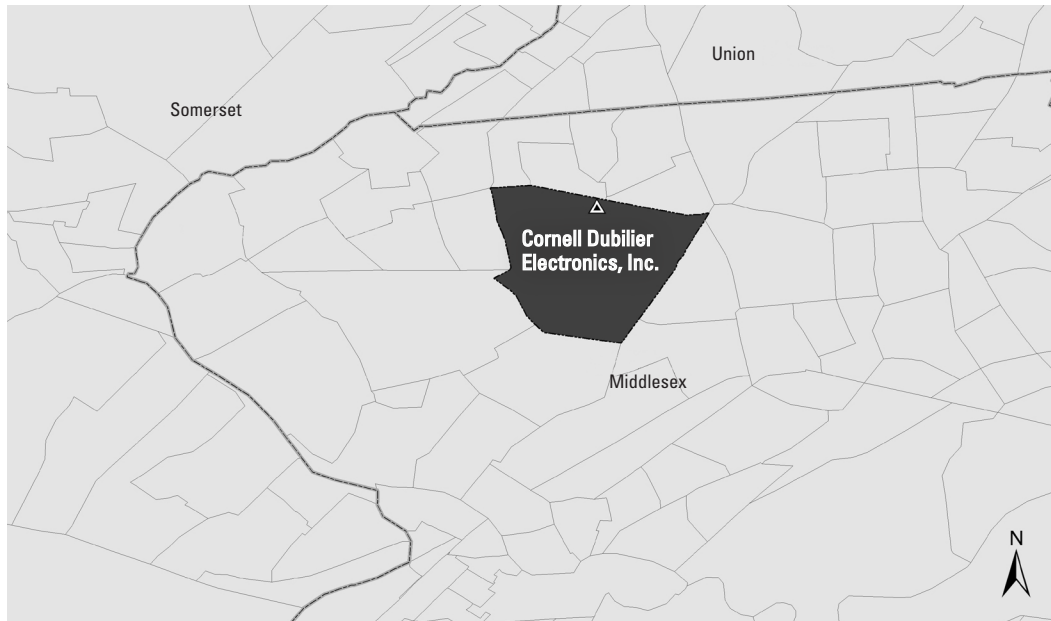 Union
Somerset
Cornell Dubilier
Electronics, Inc.
Middlesex
N